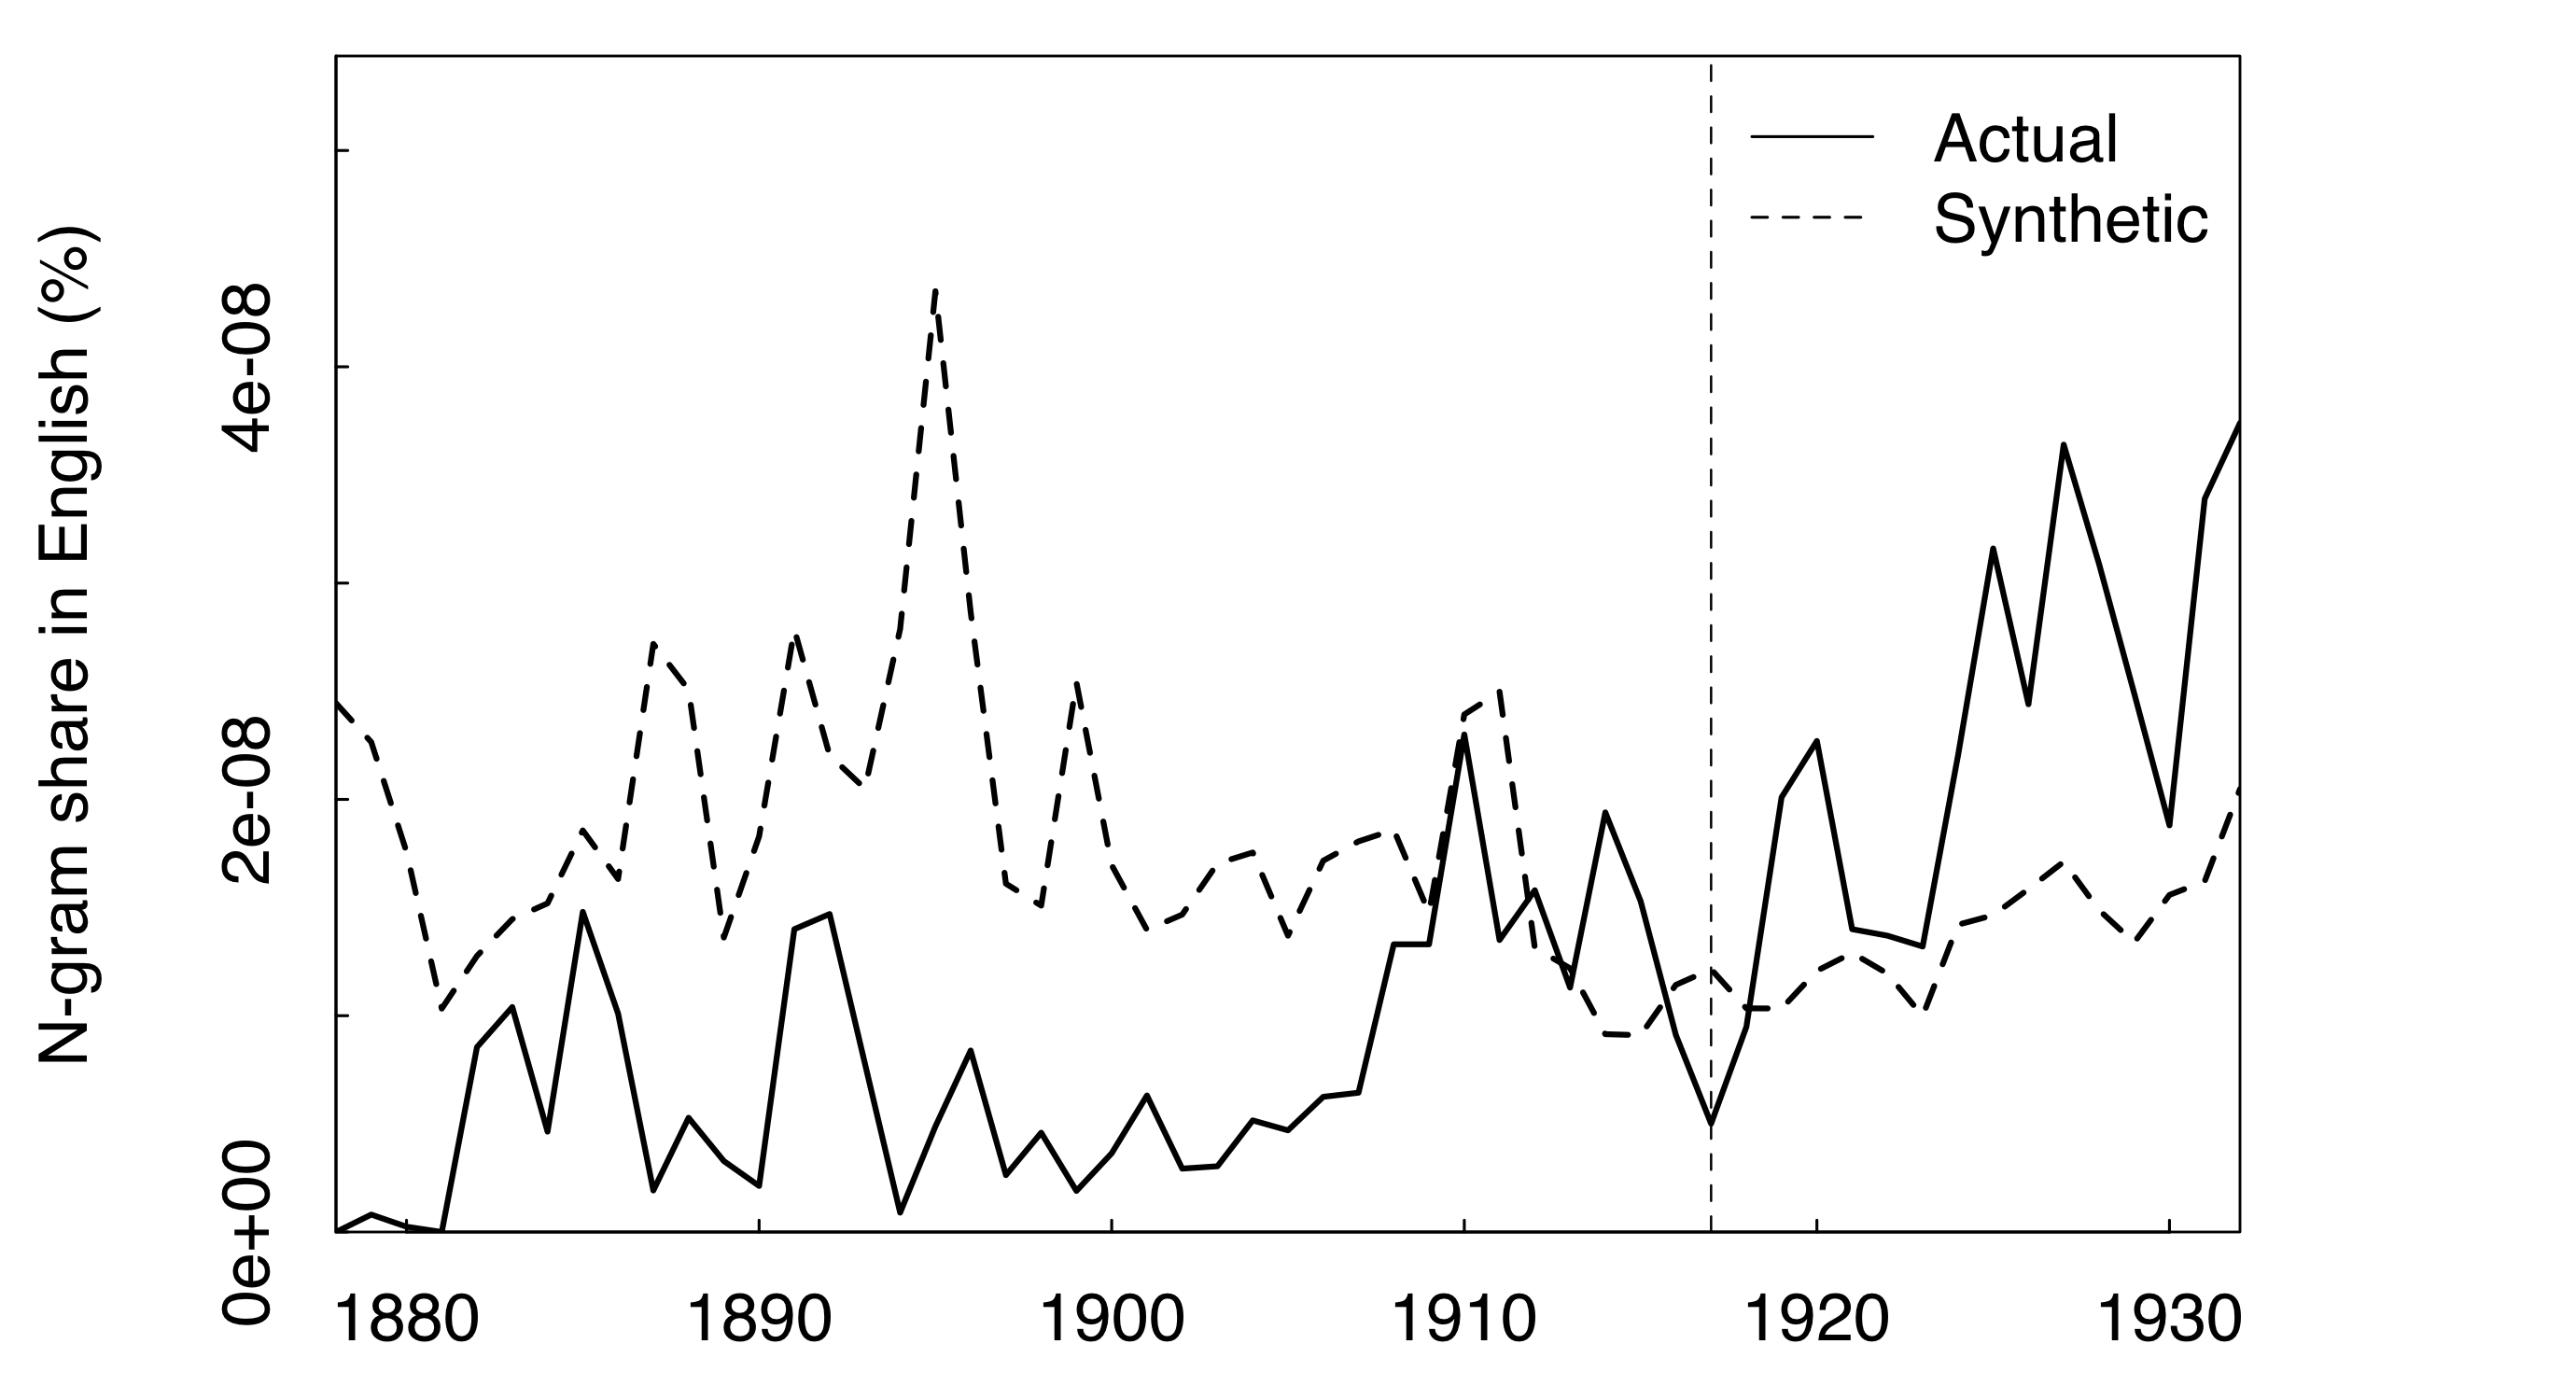 N-gram share in English (%)
4e-08
2e-08
0e+00
Actual
Synthetic
1880 1890 1900 1910 1920 1930